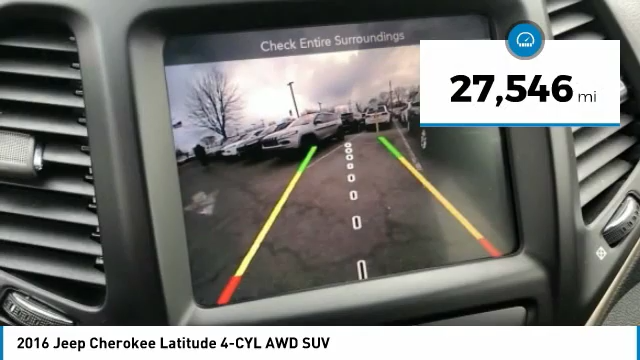 Check Entire Surroundings
27,546 mi
2016 Jeep Cherokee Latitude 4-CYL AWD SUV